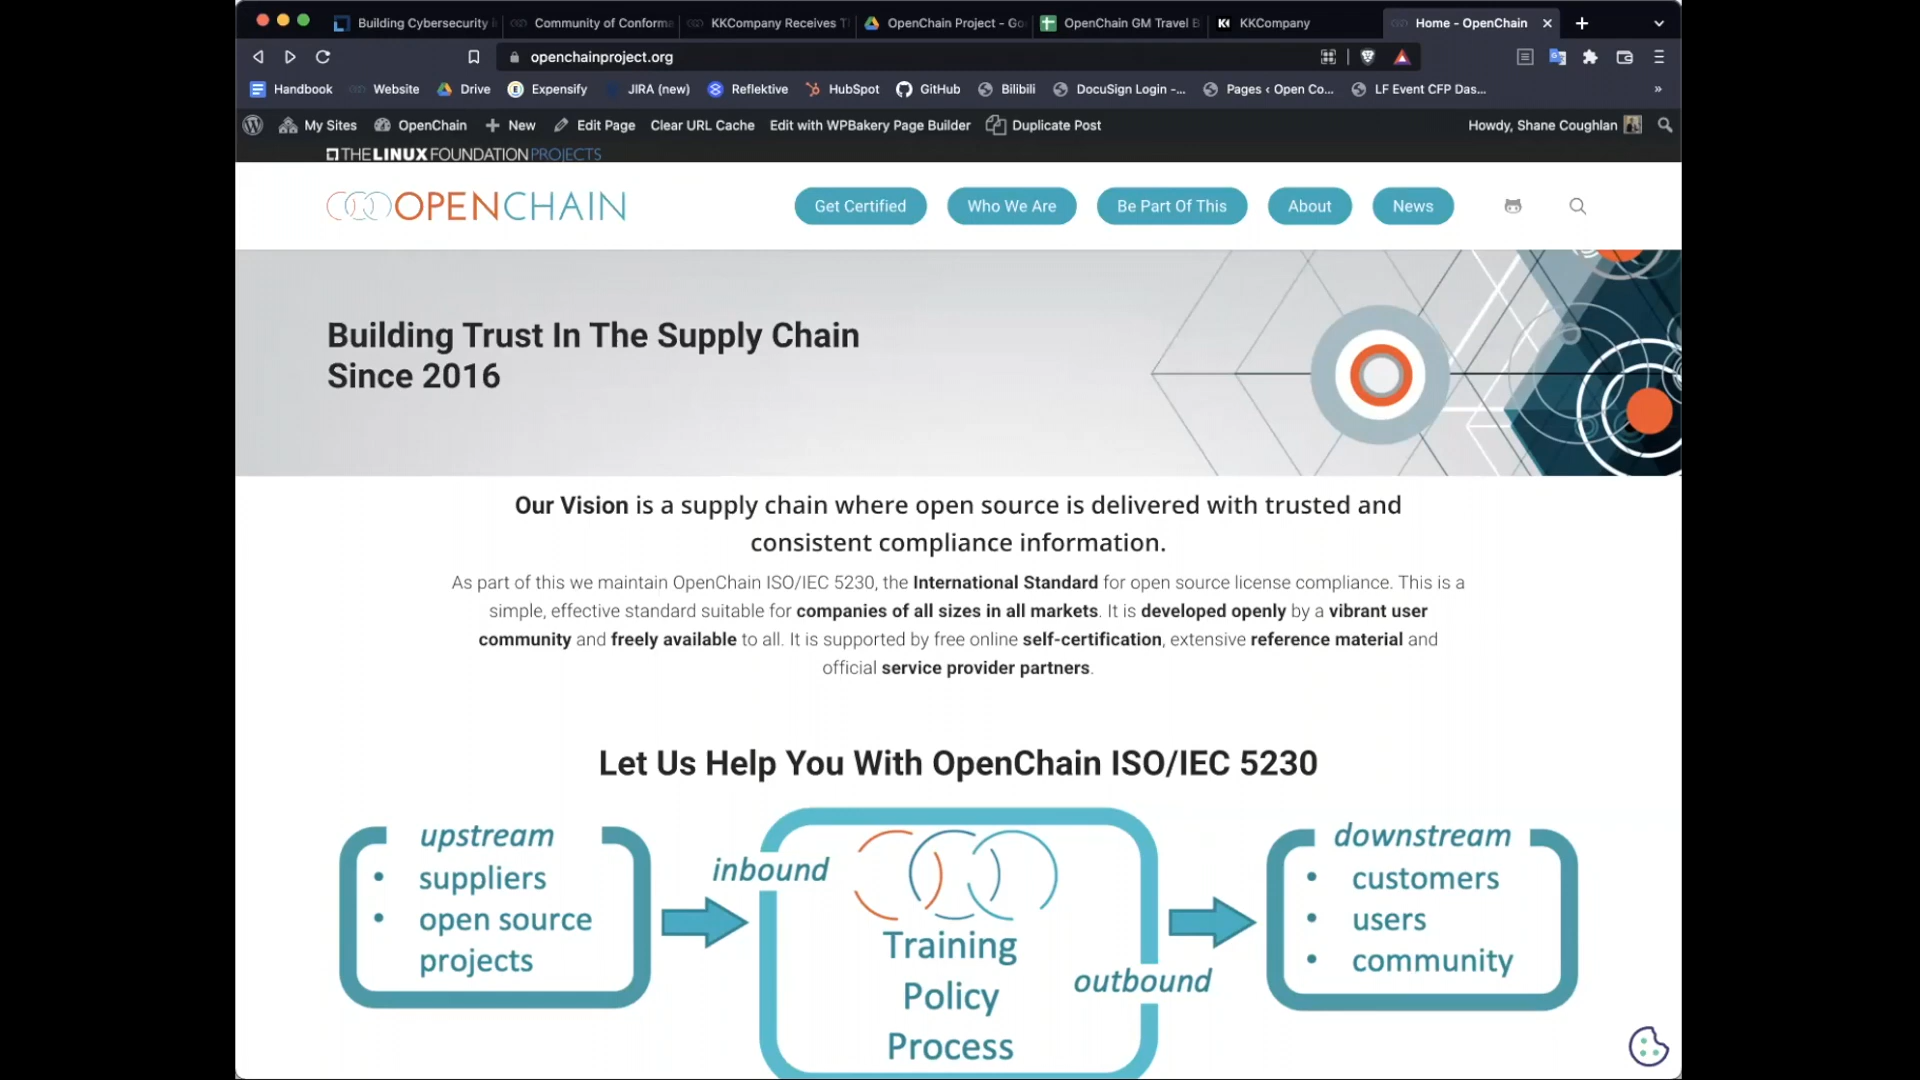 Building Cybersecurity i
Community of Conforma
KKCompany Receives T
OpenChain Project - Go
OpenChain GM Travel B
KKCompany
Home - OpenChain
openchainproject.org
Handbook
Website
Drive
Expensify
JIRA (new)
Reflektive
HubSpot
GitHub
Bilibili
DocuSign Login -...
Pages ‹ Open Co...
LF Event CFP Das...
»
My Sites
OpenChain
New
Edit Page
Clear URL Cache
Edit with WPBakery Page Builder
Duplicate Post
Howdy, Shane Coughlan
THE LINUX FOUNDATION PROJECTS
OPENCHAIN
Get Certified
Who We Are
Be Part Of This
About
News
Building Trust In The Supply Chain
Since 2016
Our Vision is a supply chain where open source is delivered with trusted and
consistent compliance information.
As part of this we maintain OpenChain ISO/IEC 5230, the International Standard for open source license compliance. This is a
simple, effective standard suitable for companies of all sizes in all markets. It is developed openly by a vibrant user
community and freely available to all. It is supported by free online self-certification, extensive reference material and
official service provider partners.
Let Us Help You With OpenChain ISO/IEC 5230
upstream
• suppliers
• open source
projects
inbound
Training
Policy
Process
outbound
downstream
• customers
• users
• community